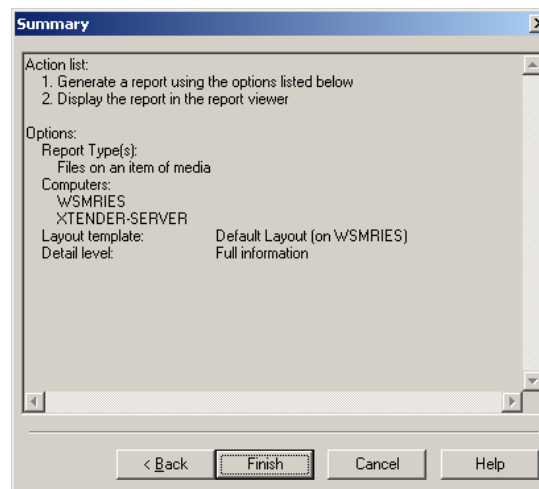 Summary
Action list:
1. Generate a report using the options listed below
2. Display the report in the report viewer
Options:
Report Type(s):
Files on an item of media
Computers:
WSMRIES
XTENDER-SERVER
Layout template: Default Layout (on WSMRIES)
Detail level: Full information
< Back Finish Cancel Help